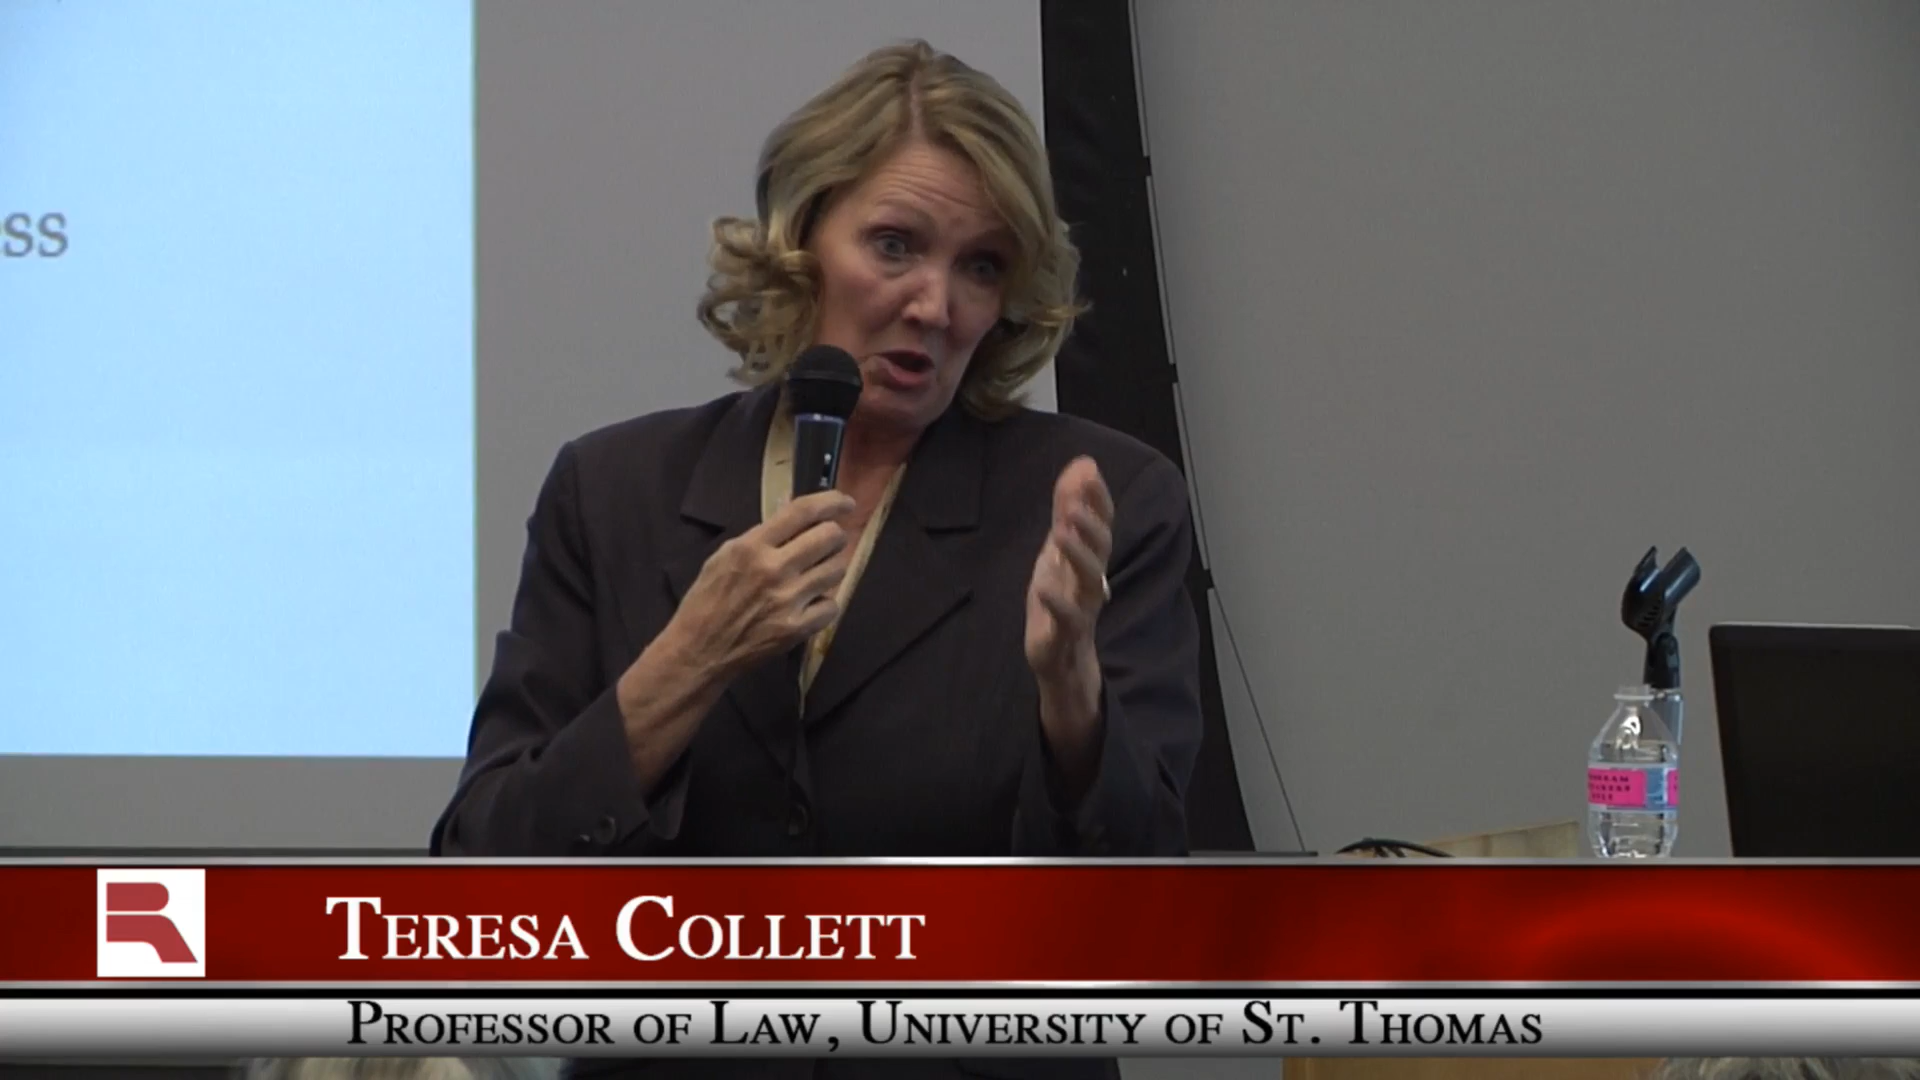 ss
TERESA COLLETT
PROFESSOR OF LAW, UNIVERSITY OF ST. THOMAS